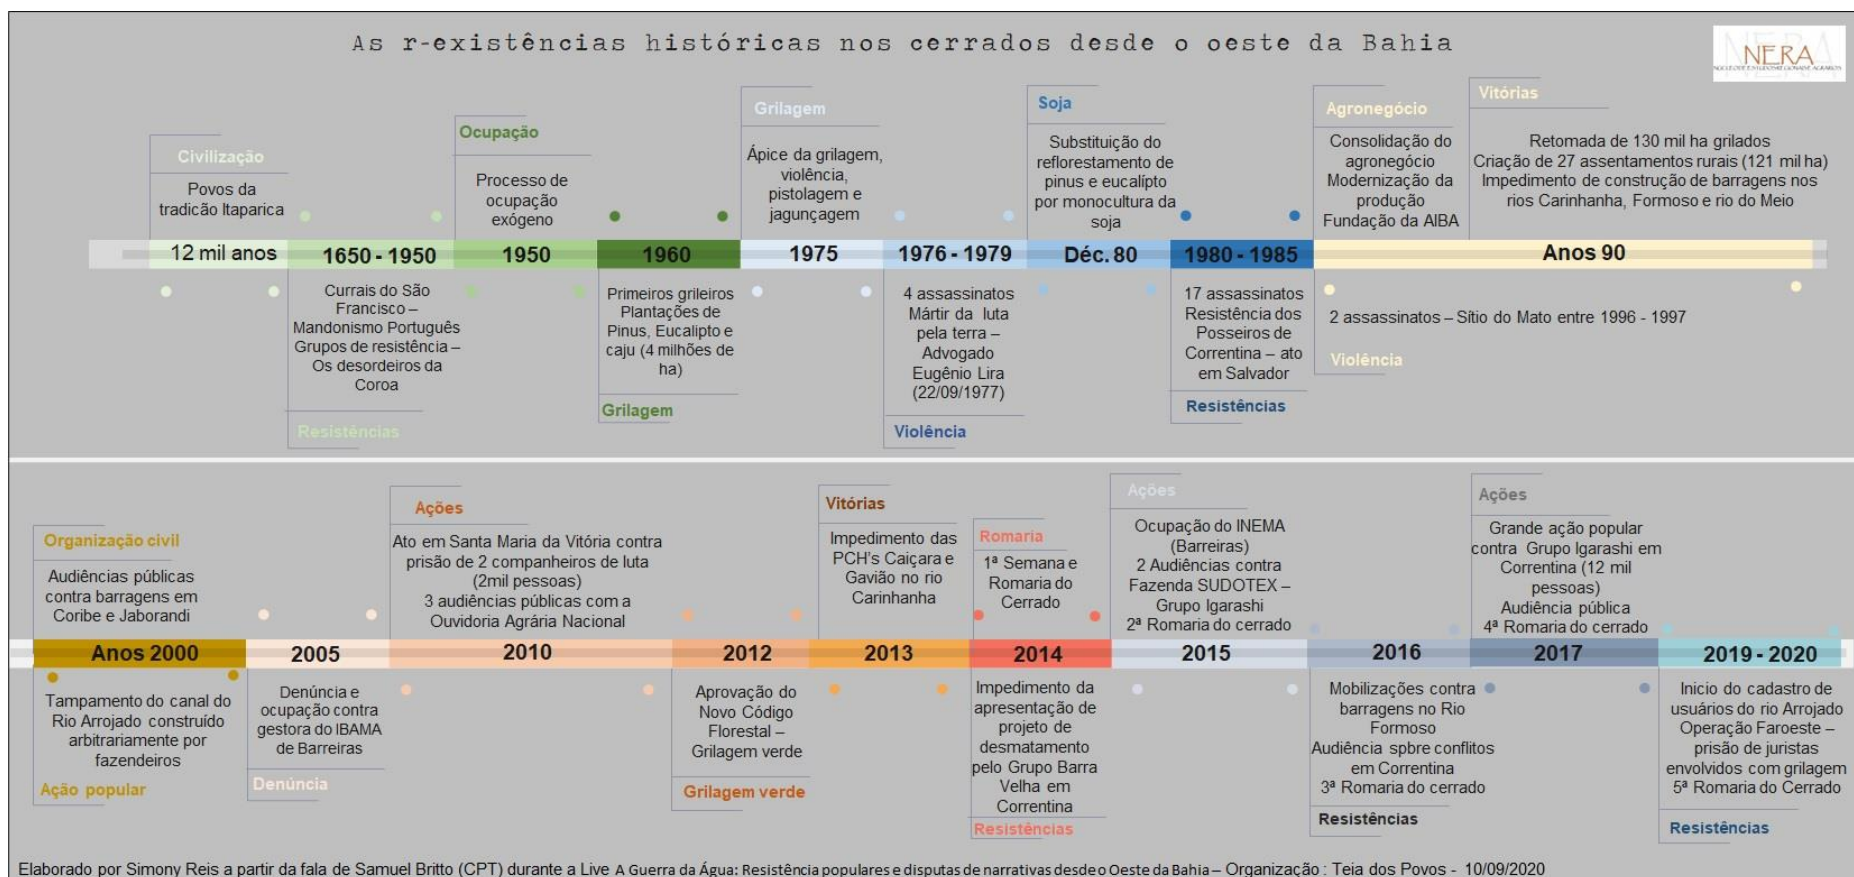 As r-existências históricas nos cerrados desde o oeste da Bahia
NERA
Civilização
Povos da
tradicão Itaparica
12 mil anos
1650 - 1950
Currais do São
Francisco –
Mandonismo Português
Grupos de resistência –
Os desordeiros da
Coroa
Resistências
Ocupação
Processo de
ocupação
exógeno
1950
1960
Primeiros grileiros
Plantações de
Pinus, Eucalipto e
caju (4 milhões de
ha)
Grilagem
Grilagem
Ápice da grilagem,
violência,
pistolagem e
jagunçagem
1975
1976 - 1979
4 assassinatos
Mártir da luta
pela terra –
Advogado
Eugênio Lira
(22/09/1977)
Violência
Soja
Substituição do
reflorestamento de
pinus e eucalípto
por monocultura da
soja
Déc. 80
1980 - 1985
17 assassinatos
Resistência dos
Posseiros de
Correntina – ato
em Salvador
Resistências
Agronegócio
Consolidação do
agronegócio
Modernização da
produção
Fundação da AIBA
Vitórias
Retomada de 130 mil ha grilados
Criação de 27 assentamentos rurais (121 mil ha)
Impedimento de construção de barragens nos
rios Carinhanha, Formoso e rio do Meio
Anos 90
2 assassinatos – Sítio do Mato entre 1996 - 1997
Violência
Organização civil
Audiências públicas
contra barragens em
Coribe e Jaborandi
Anos 2000
Tampamento do canal do
Rio Arrojado construído
arbitrariamente por
fazendeiros
Ação popular
2005
Denúncia e
ocupação contra
gestora do IBAMA
de Barreiras
Denúncia
Ações
Ato em Santa Maria da Vitória contra
prisão de 2 companheiros de luta
(2mil pessoas)
3 audiências públicas com a
Ouvidoria Agrária Nacional
2010
2012
Aprovação do
Novo Código
Florestal –
Grilagem verde
Grilagem verde
Vitórias
Impedimento das
PCH's Caiçara e
Gavião no rio
Carinhanha
2013
Romaria
1ª Semana e
Romaria do
Cerrado
2014
Impedimento da
apresentação de
projeto de
desmatamento
pelo Grupo Barra
Velha em
Correntina
Resistências
Ações
Ocupação do INEMA
(Barreiras)
2 Audiências contra
Fazenda SUDOTEX –
Grupo Igarashi
2ª Romaria do cerrado
2015
2016
Mobilizações contra
barragens no Rio
Formoso
Audiência spbre conflitos
em Correntina
3ª Romaria do cerrado
Resistências
Ações
Grande ação popular
contra Grupo Igarashi em
Correntina (12 mil
pessoas)
Audiência pública
4ª Romaria do cerrado
2017
2019 - 2020
Inicio do cadastro de
usuários do rio Arrojado
Operação Faroeste –
prisão de juristas
envolvidos com grilagem
5ª Romaria do Cerrado
Resistências
Elaborado por Simony Reis a partir da fala de Samuel Britto (CPT) durante a Live A Guerra da Água: Resistência populares e disputas de narrativas desde o Oeste da Bahia – Organização : Teia dos Povos - 10/09/2020